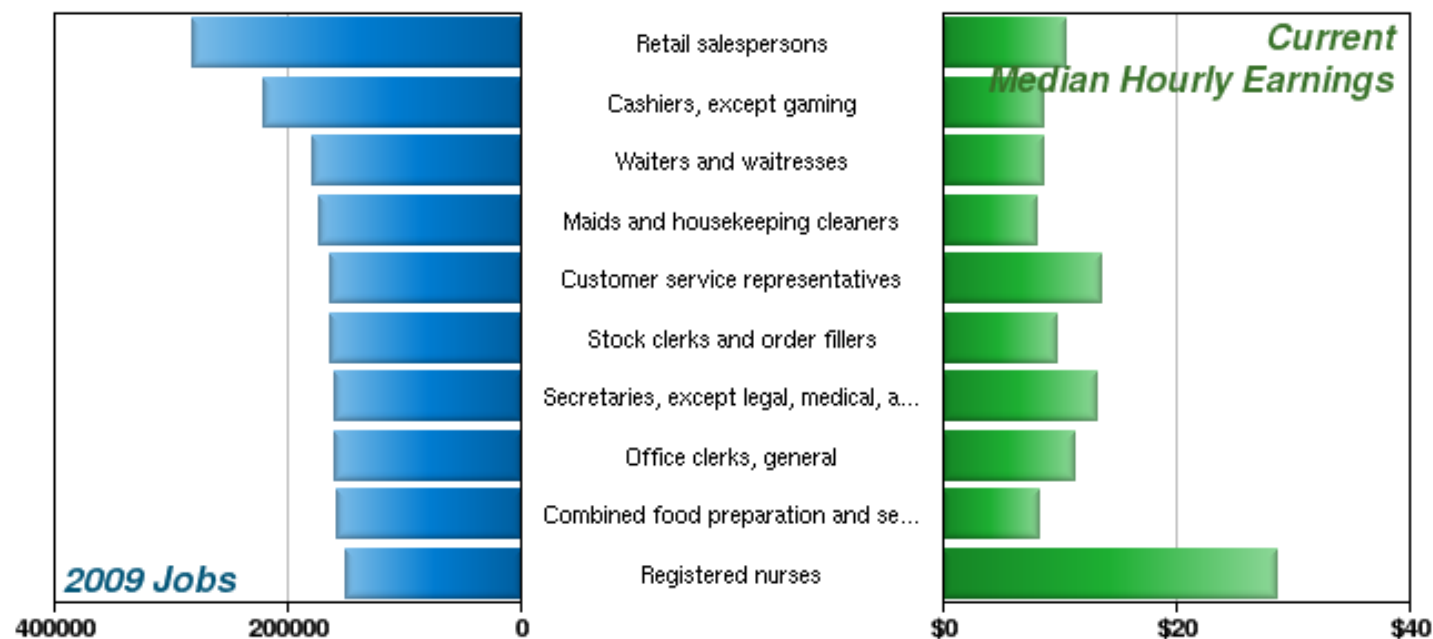 Retail salespersons
Current
Median Hourly Earnings
Cashiers, except gaming
Waiters and waitresses
Maids and housekeeping cleaners
Customer service representatives
Stock clerks and order fillers
Secretaries, except legal, medical, a...
Office clerks, general
Combined food preparation and se...
Registered nurses
2009 Jobs
400000 200000 0 $0 $20 $40